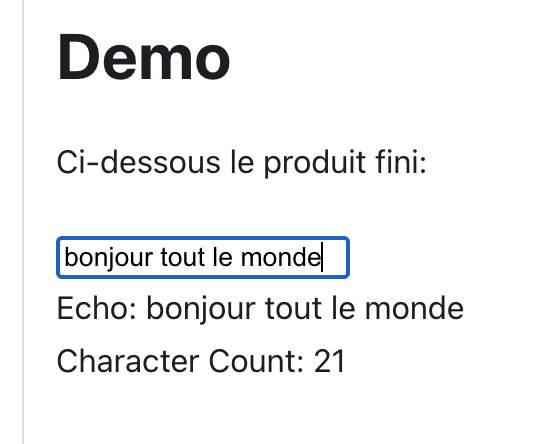 Demo
Ci-dessous le produit fini:
bonjour tout le monde
Echo: bonjour tout le monde
Character Count: 21